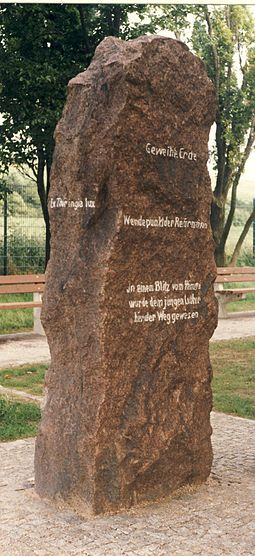 Geweihte Erde
Ex Thüringia lux
Wendepunkt der Reformation
In einem Blitz vom Himmel
wurde dem jungen Luther
hier der Weg gewiesen